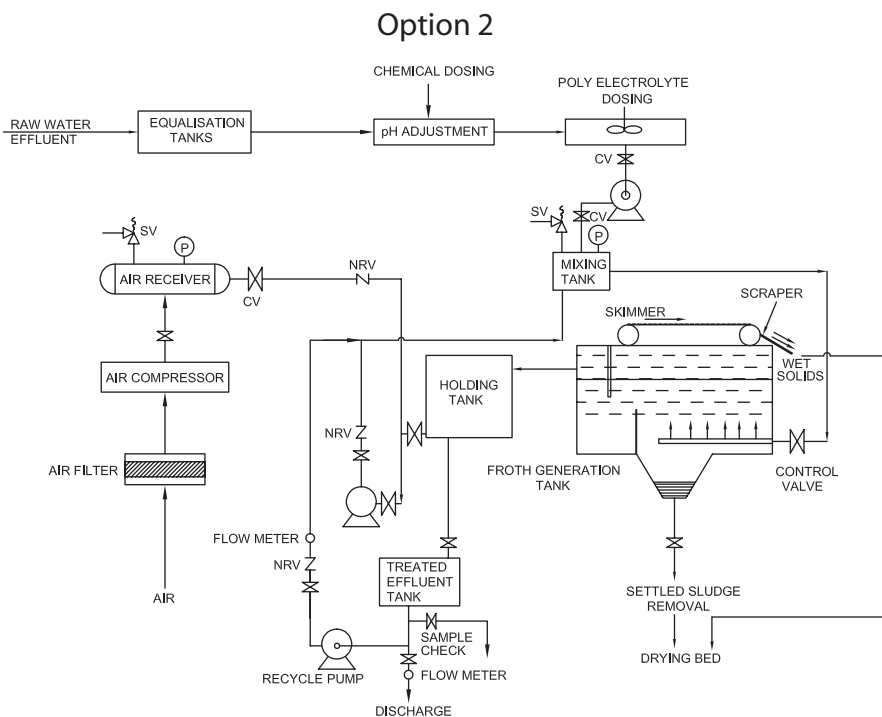 Option 2
CHEMICAL DOSING
POLY ELECTROLYTE
DOSING
RAW WATER
EFFLUENT
EQUALISATION
TANKS
pH ADJUSTMENT
CV
SV
CV
P
SV
P
AIR RECEIVER
CV
NRV
MIXING
TANK
SCRAPER
SKIMMER
WET
SOLIDS
AIR COMPRESSOR
HOLDING
TANK
NRV
AIR FILTER
FROTH GENERATION
TANK
CONTROL
VALVE
FLOW METER
NRV
TREATED
EFFLUENT
TANK
AIR
SETTLED SLUDGE
REMOVAL
SAMPLE
CHECK
RECYCLE PUMP
FLOW METER
DRYING BED
DISCHARGE